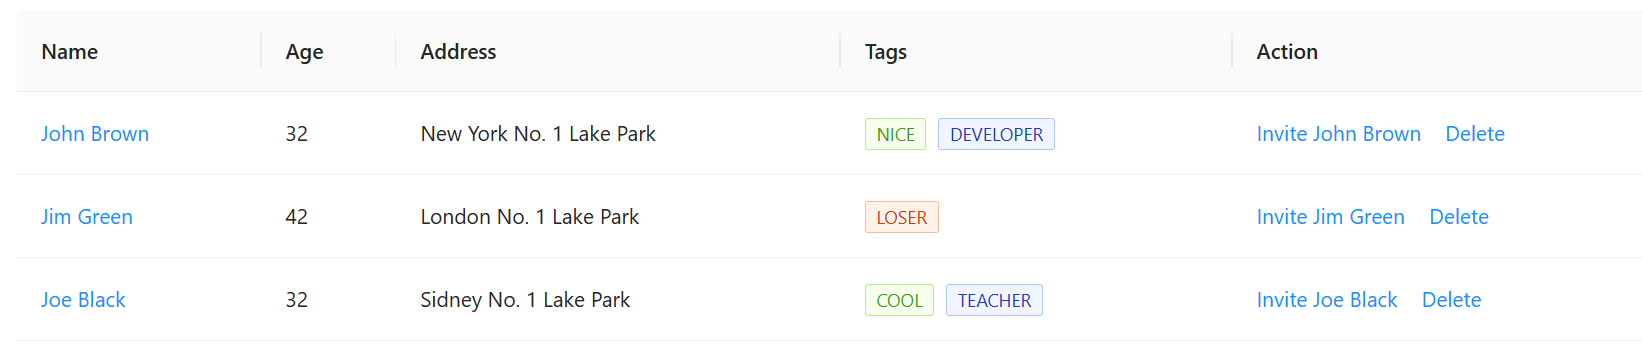 Name Age Address Tags Action
John Brown 32 New York No. 1 Lake Park NICE DEVELOPER Invite John Brown Delete
Jim Green 42 London No. 1 Lake Park LOSER Invite Jim Green Delete
Joe Black 32 Sidney No. 1 Lake Park COOL TEACHER Invite Joe Black Delete